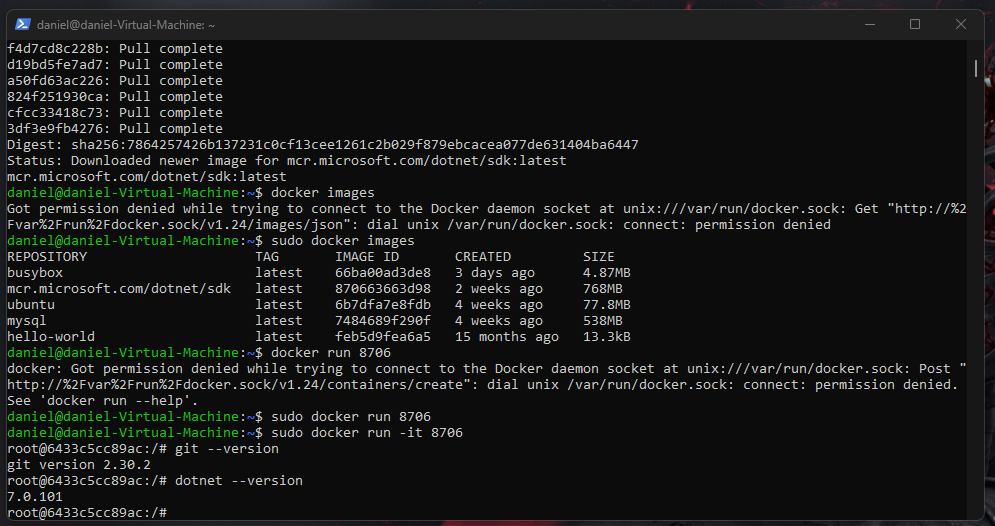 daniel@daniel-Virtual-Machine: ~
f4d7cd8c228b: Pull complete
d19bd5fe7ad7: Pull complete
a50fd63ac226: Pull complete
824f251930ca: Pull complete
cfcc33418c73: Pull complete
3df3e9fb4276: Pull complete
Digest: sha256:7864257426b137231c0cf13cee1261c2b029f879ebcacea077de631404ba6447
Status: Downloaded newer image for mcr.microsoft.com/dotnet/sdk:latest
mcr.microsoft.com/dotnet/sdk:latest
daniel@daniel-Virtual-Machine:~$ docker images
Got permission denied while trying to connect to the Docker daemon socket at unix:///var/run/docker.sock: Get "http://%2
Fvar%2Frun%2Fdocker.sock/v1.24/images/json": dial unix /var/run/docker.sock: connect: permission denied
daniel@daniel-Virtual-Machine:~$ sudo docker images
REPOSITORY                     TAG       IMAGE ID       CREATED         SIZE
busybox                        latest    66ba00ad3de8   3 days ago      4.87MB
mcr.microsoft.com/dotnet/sdk   latest    870663663d98   2 weeks ago     768MB
ubuntu                         latest    6b7dfa7e8fdb   4 weeks ago     77.8MB
mysql                          latest    7484689f290f   4 weeks ago     538MB
hello-world                    latest    feb5d9fea6a5   15 months ago   13.3kB
daniel@daniel-Virtual-Machine:~$ docker run 8706
docker: Got permission denied while trying to connect to the Docker daemon socket at unix:///var/run/docker.sock: Post "
http://%2Fvar%2Frun%2Fdocker.sock/v1.24/containers/create": dial unix /var/run/docker.sock: connect: permission denied.
See 'docker run --help'.
daniel@daniel-Virtual-Machine:~$ sudo docker run 8706
daniel@daniel-Virtual-Machine:~$ sudo docker run -it 8706
root@6433c5cc89ac:/# git --version
git version 2.30.2
root@6433c5cc89ac:/# dotnet --version
7.0.101
root@6433c5cc89ac:/#